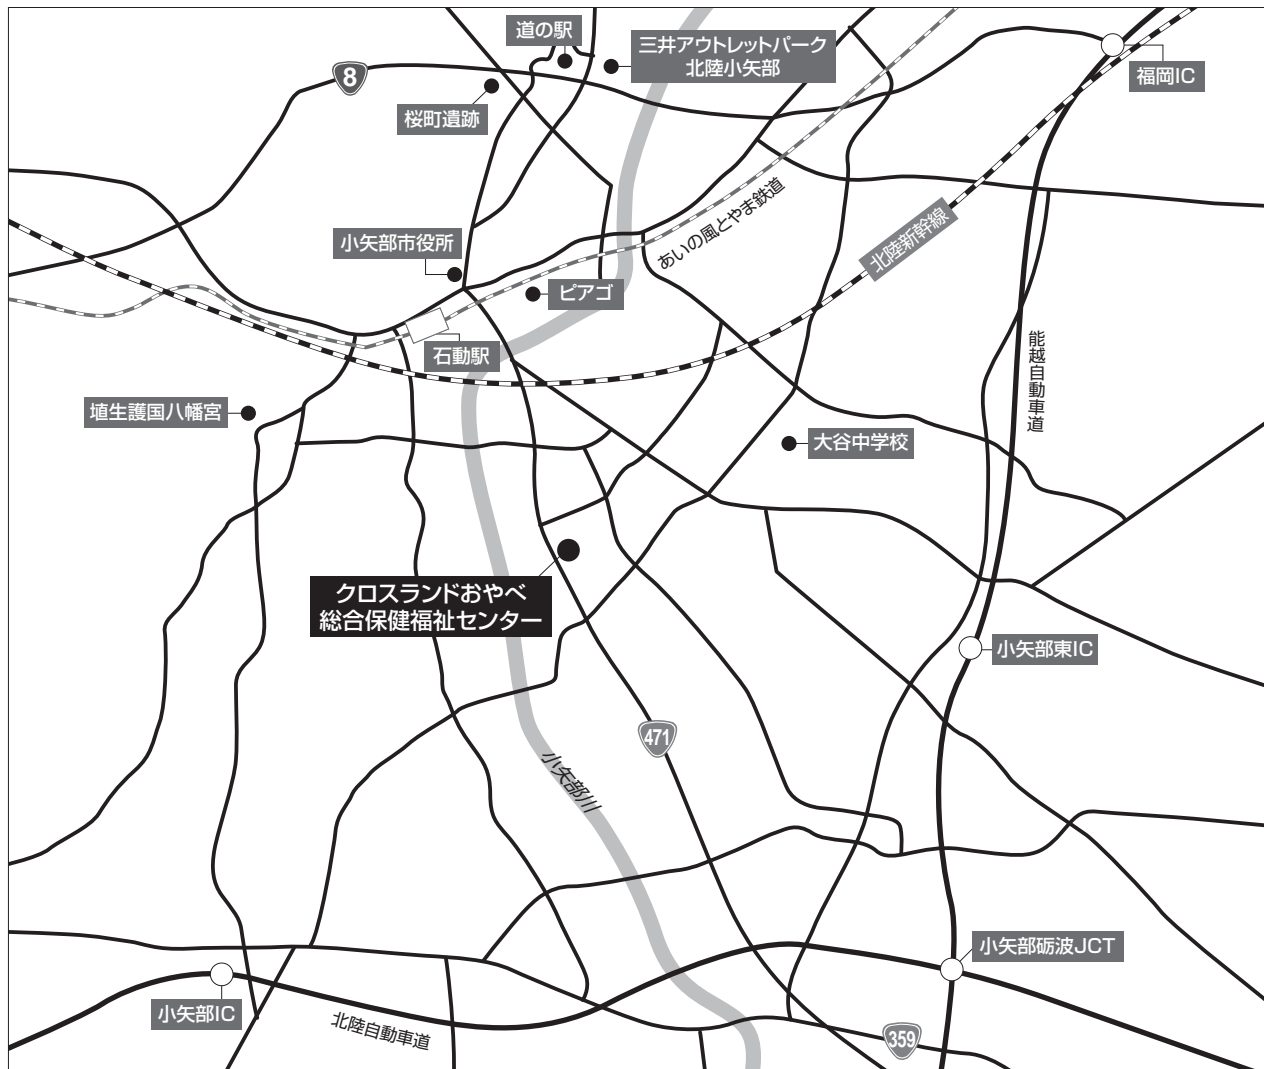 道の駅
三井アウトレットパーク
北陸小矢部
8
福岡IC
桜町遺跡
あいの風とやま鉄道
北陸新幹線
小矢部市役所
ピアゴ
石動駅
能越自動車道
埴生護国八幡宮
大谷中学校
クロスランドおやべ
総合保健福祉センター
小矢部東IC
471
小矢部川
小矢部砺波JCT
小矢部IC
北陸自動車道
359